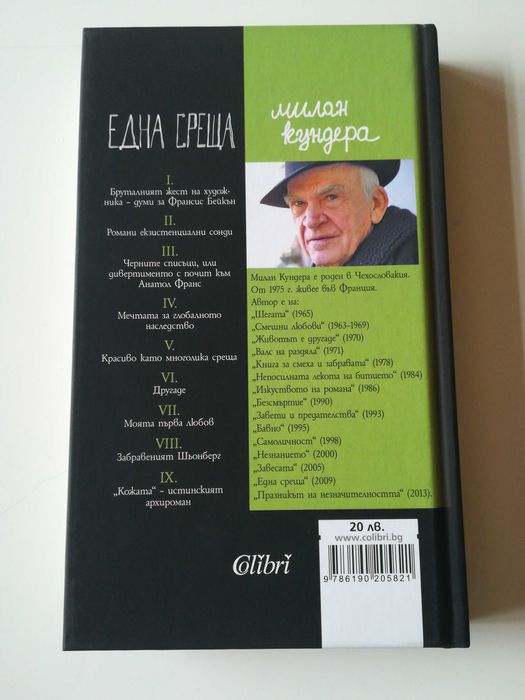 ЕДНА СРЕЩА
I.
Бруталният жест на худож-
ника – думи за Франсис Бейкън
II.
Романи екзистенциални сонди
III.
Черните списъци, или
дивертименто с почит към
Анатол Франс
IV.
Мечтата за глобалното
наследство
V.
Красиво като многолика среща
VI.
Другаде
VII.
Моята първа любов
VIII.
Забравеният Шьонберг
IX.
„Кожата“ – истинският
архироман
милан
кундера
Милан Кундера е роден в Чехословакия.
От 1975 г. живее във Франция.
Автор е на:
„Шегата“ (1965)
„Смешни любови“ (1963-1969)
„Животът е другаде“ (1970)
„Валс на раздяла“ (1971)
„Книга за смеха и забравата“ (1978)
„Непосилната лекота на битието“ (1984)
„Изкуството на романа“ (1986)
„Безсмъртие“ (1990)
„Завети и предателства“ (1993)
„Бавно“ (1995)
„Самоличност“ (1998)
„Незнанието“ (2000)
„Завесата“ (2005)
„Една среща“ (2009)
„Празникът на незначителността“ (2013).
Colibri
20 лв.
www.colibri.bg
9 786190 205821